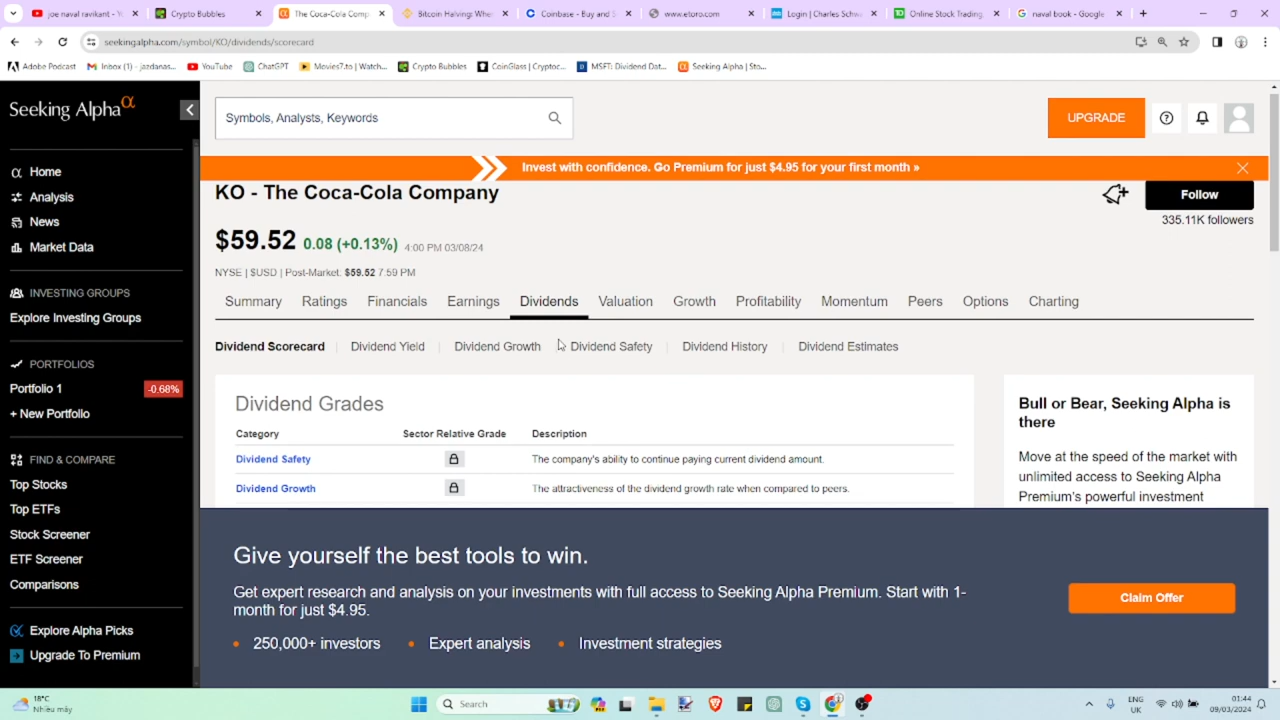 joe naval ravikant - Y
Crypto Bubbles
The Coca-Cola Comp
Bitcoin Halving: Whe
Coinbase - Buy and S
www.etoro.com
Login | Charles Schw
Online Stock Trading
naval book - Google
seekingalpha.com/symbol/KO/dividends/scorecard
Adobe Podcast
Inbox (1) - jazdanas...
YouTube
ChatGPT
Movies7.to | Watch...
Crypto Bubbles
CoinGlass | Cryptoc...
MSFT: Dividend Dat...
Seeking Alpha | Sto...
Seeking Alpha α
Symbols, Analysts, Keywords
UPGRADE
Invest with confidence. Go Premium for just $4.95 for your first month »
Home
Analysis
News
Market Data
INVESTING GROUPS
Explore Investing Groups
PORTFOLIOS
Portfolio 1
-0.68%
+ New Portfolio
FIND & COMPARE
Top Stocks
Top ETFs
Stock Screener
ETF Screener
Comparisons
Explore Alpha Picks
Upgrade To Premium
KO - The Coca-Cola Company
Follow
335.11K followers
$59.52 0.08 (+0.13%) 4:00 PM 03/08/24
NYSE | $USD | Post-Market: $59.52 7:59 PM
Summary
Ratings
Financials
Earnings
Dividends
Valuation
Growth
Profitability
Momentum
Peers
Options
Charting
Dividend Scorecard
Dividend Yield
Dividend Growth
Dividend Safety
Dividend History
Dividend Estimates
Dividend Grades
Category
Sector Relative Grade
Description
Dividend Safety
The company's ability to continue paying current dividend amount.
Dividend Growth
The attractiveness of the dividend growth rate when compared to peers.
Bull or Bear, Seeking Alpha is
there
Move at the speed of the market with
unlimited access to Seeking Alpha
Premium's powerful investment
Give yourself the best tools to win.
Get expert research and analysis on your investments with full access to Seeking Alpha Premium. Start with 1-
month for just $4.95.
250,000+ investors
Expert analysis
Investment strategies
Claim Offer
18°C
Nhiều mây
Search
ENG
UK
01:44
09/03/2024